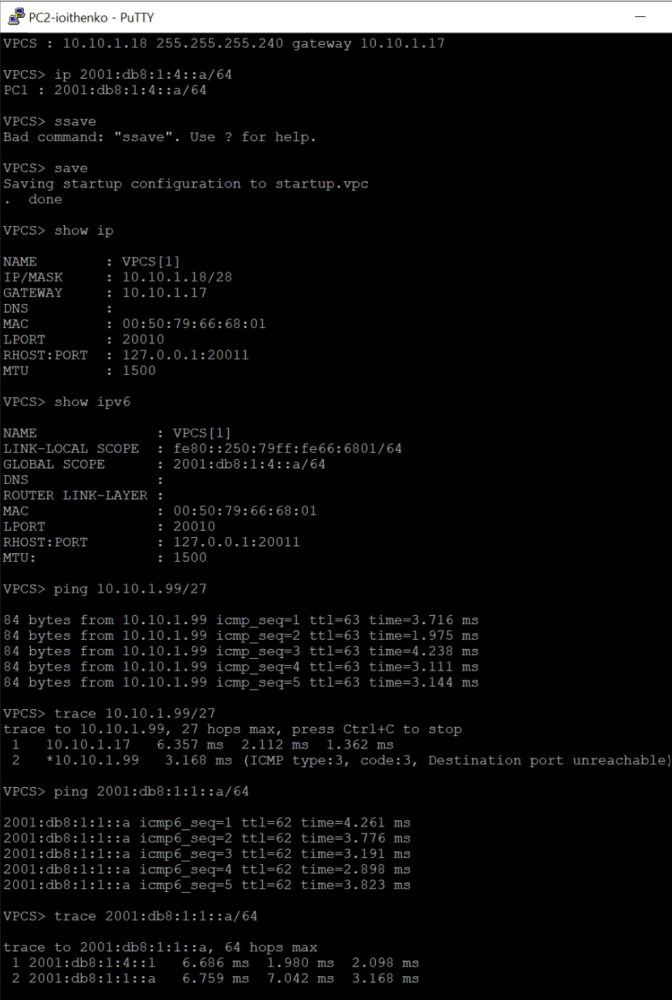 PC2-ioithenko - PuTTY
VPCS : 10.10.1.18 255.255.255.240 gateway 10.10.1.17
VPCS> ip 2001:db8:1:4::a/64
PC1 : 2001:db8:1:4::a/64
VPCS> ssave
Bad command: "ssave". Use ? for help.
VPCS> save
Saving startup configuration to startup.vpc
.  done
VPCS> show ip
NAME        : VPCS[1]
IP/MASK     : 10.10.1.18/28
GATEWAY     : 10.10.1.17
DNS         :
MAC         : 00:50:79:66:68:01
LPORT       : 20010
RHOST:PORT  : 127.0.0.1:20011
MTU         : 1500
VPCS> show ipv6
NAME              : VPCS[1]
LINK-LOCAL SCOPE  : fe80::250:79ff:fe66:6801/64
GLOBAL SCOPE      : 2001:db8:1:4::a/64
DNS               :
ROUTER LINK-LAYER :
MAC               : 00:50:79:66:68:01
LPORT             : 20010
RHOST:PORT        : 127.0.0.1:20011
MTU:              : 1500
VPCS> ping 10.10.1.99/27
84 bytes from 10.10.1.99 icmp_seq=1 ttl=63 time=3.716 ms
84 bytes from 10.10.1.99 icmp_seq=2 ttl=63 time=1.975 ms
84 bytes from 10.10.1.99 icmp_seq=3 ttl=63 time=4.238 ms
84 bytes from 10.10.1.99 icmp_seq=4 ttl=63 time=3.111 ms
84 bytes from 10.10.1.99 icmp_seq=5 ttl=63 time=3.144 ms
VPCS> trace 10.10.1.99/27
trace to 10.10.1.99, 27 hops max, press Ctrl+C to stop
 1   10.10.1.17   6.357 ms  2.112 ms  1.362 ms
 2   *10.10.1.99   3.168 ms (ICMP type:3, code:3, Destination port unreachable)
VPCS> ping 2001:db8:1:1::a/64
2001:db8:1:1::a icmp6_seq=1 ttl=62 time=4.261 ms
2001:db8:1:1::a icmp6_seq=2 ttl=62 time=3.776 ms
2001:db8:1:1::a icmp6_seq=3 ttl=62 time=3.191 ms
2001:db8:1:1::a icmp6_seq=4 ttl=62 time=2.898 ms
2001:db8:1:1::a icmp6_seq=5 ttl=62 time=3.823 ms
VPCS> trace 2001:db8:1:1::a/64
trace to 2001:db8:1:1::a, 64 hops max
 1 2001:db8:1:4::1   6.686 ms  1.980 ms  2.098 ms
 2 2001:db8:1:1::a   6.759 ms  7.042 ms  3.168 ms